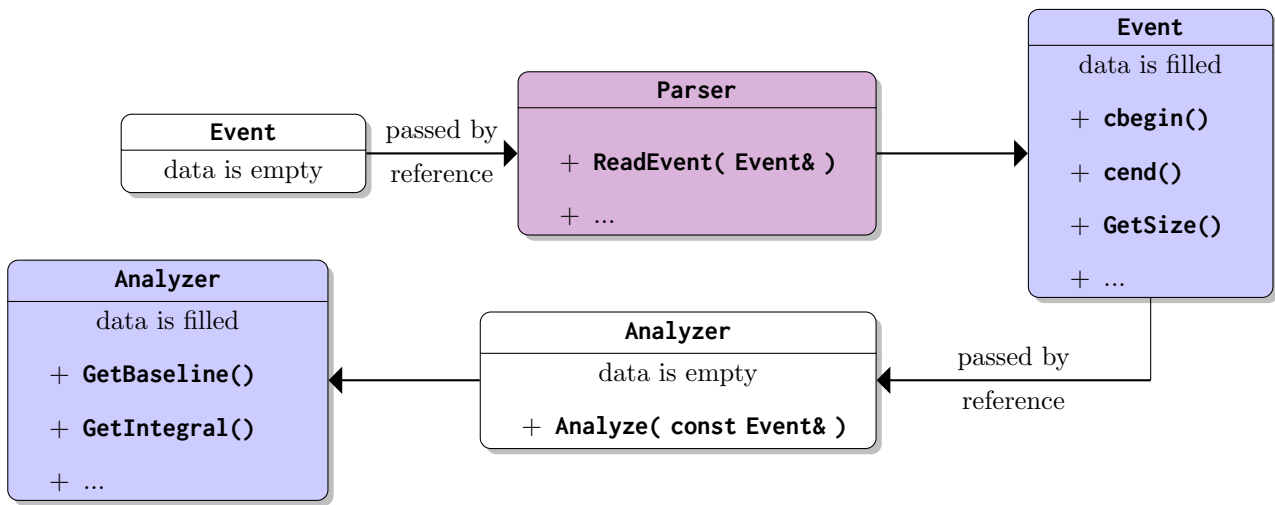 Event
data is empty
passed by
reference
Parser
+ ReadEvent( Event& )
+ ...
Event
data is filled
+ cbegin()
+ cend()
+ GetSize()
+ ...
passed by
reference
Analyzer
data is empty
+ Analyze( const Event& )
Analyzer
data is filled
+ GetBaseline()
+ GetIntegral()
+ ...